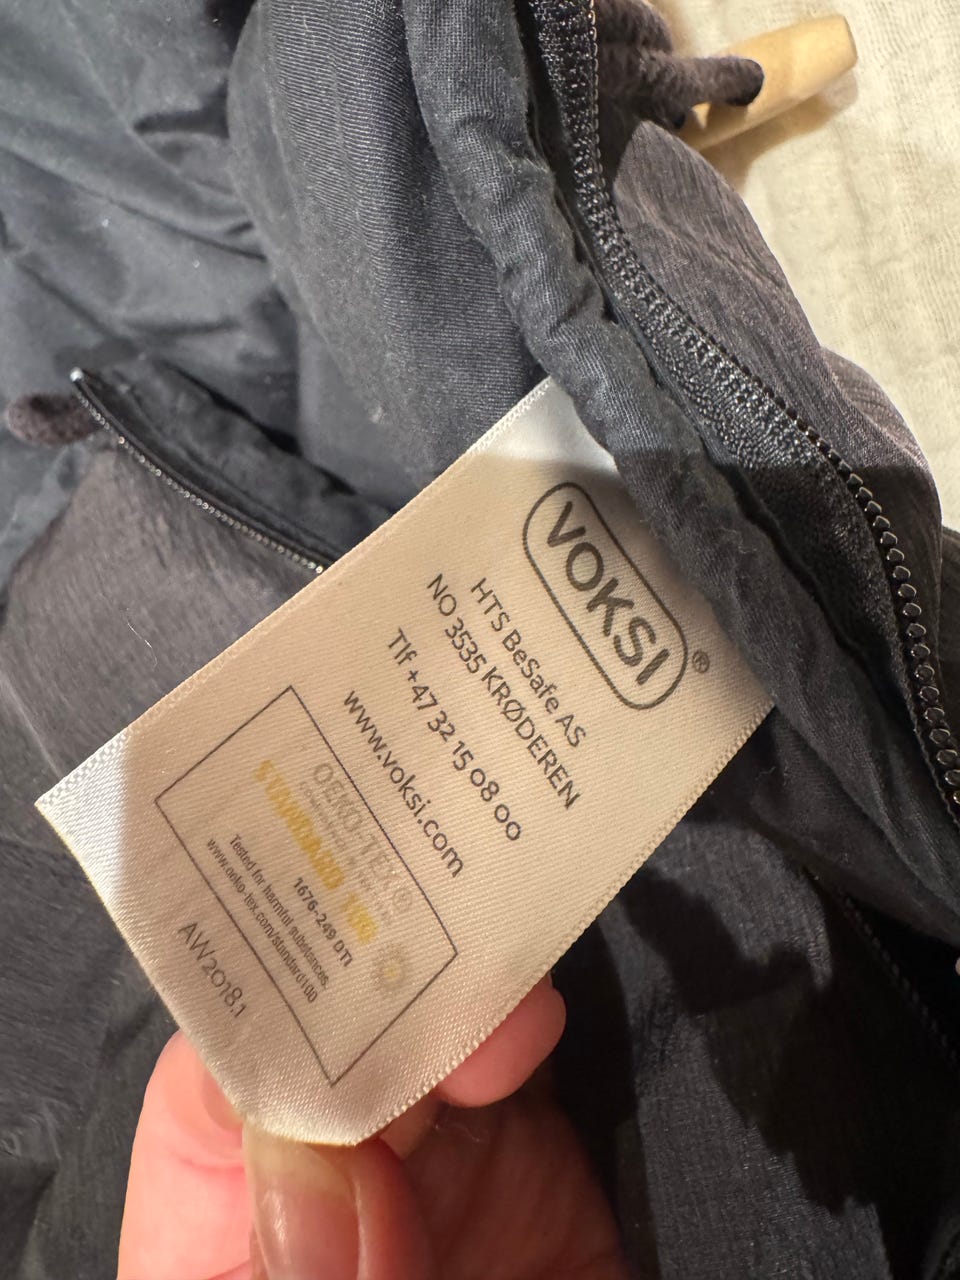 VOKSI®
HTS BeSafe AS
NO 3535 KRØDEREN
Tlf +47 32 15 08 00
www.voksi.com
OEKO-TEX®
STANDARD 100
1676-249 DTI
Tested for harmful substances.
www.oeko-tex.com/standard100
AW2018.1